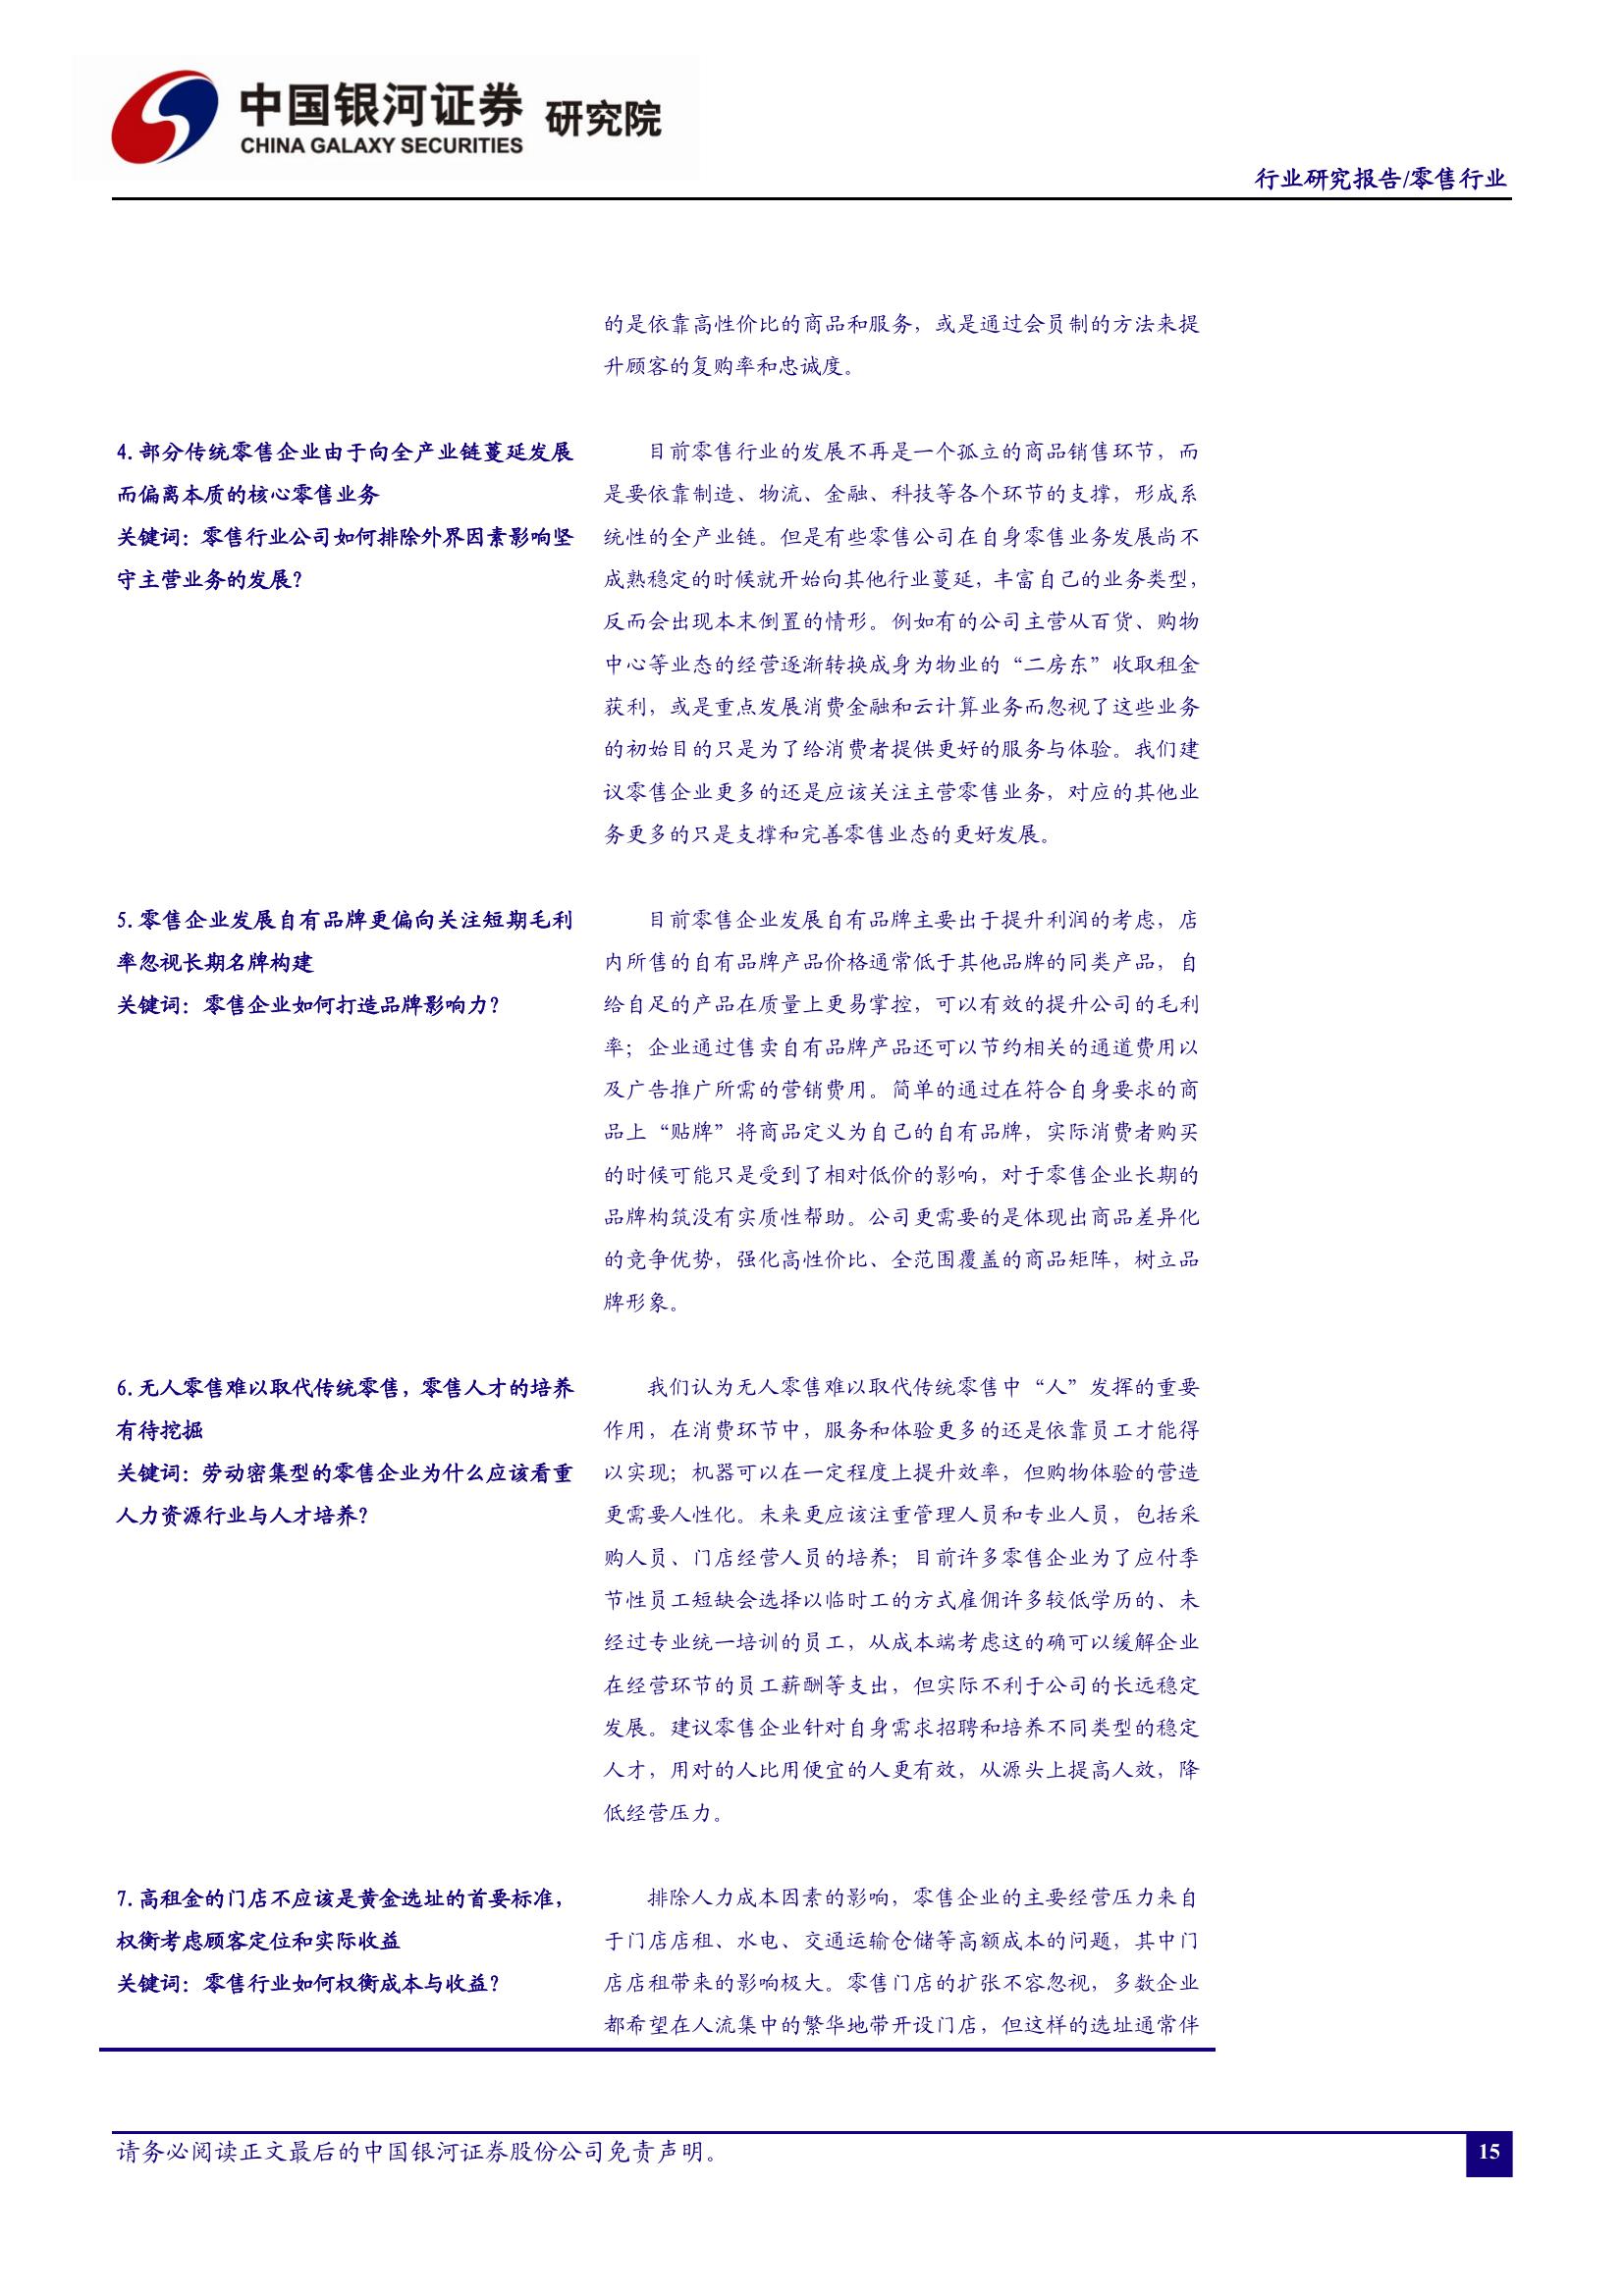 中国银河证券 研究院
CHINA GALAXY SECURITIES
行业研究报告/零售行业
的是依靠高性价比的商品和服务，或是通过会员制的方法来提
升顾客的复购率和忠诚度。
4. 部分传统零售企业由于向全产业链蔓延发展
而偏离本质的核心零售业务
关键词：零售行业公司如何排除外界因素影响坚
守主营业务的发展？
目前零售行业的发展不再是一个孤立的商品销售环节，而
是要依靠制造、物流、金融、科技等各个环节的支撑，形成系
统性的全产业链。但是有些零售公司在自身零售业务发展尚不
成熟稳定的时候就开始向其他行业蔓延，丰富自己的业务类型，
反而会出现本末倒置的情形。例如有的公司主营从百货、购物
中心等业态的经营逐渐转换成身为物业的“二房东”收取租金
获利，或是重点发展消费金融和云计算业务而忽视了这些业务
的初始目的只是为了给消费者提供更好的服务与体验。我们建
议零售企业更多的还是应该关注主营零售业务，对应的其他业
务更多的只是支撑和完善零售业态的更好发展。
5. 零售企业发展自有品牌更偏向关注短期毛利
率忽视长期名牌构建
关键词：零售企业如何打造品牌影响力？
目前零售企业发展自有品牌主要出于提升利润的考虑，店
内所售的自有品牌产品价格通常低于其他品牌的同类产品，自
给自足的产品在质量上更易掌控，可以有效的提升公司的毛利
率；企业通过售卖自有品牌产品还可以节约相关的通道费用以
及广告推广所需的营销费用。简单的通过在符合自身要求的商
品上“贴牌”将商品定义为自己的自有品牌，实际消费者购买
的时候可能只是受到了相对低价的影响，对于零售企业长期的
品牌构筑没有实质性帮助。公司更需要的是体现出商品差异化
的竞争优势，强化高性价比、全范围覆盖的商品矩阵，树立品
牌形象。
6. 无人零售难以取代传统零售，零售人才的培养
有待挖掘
关键词：劳动密集型的零售企业为什么应该看重
人力资源行业与人才培养？
我们认为无人零售难以取代传统零售中“人”发挥的重要
作用，在消费环节中，服务和体验更多的还是依靠员工才能得
以实现；机器可以在一定程度上提升效率，但购物体验的营造
更需要人性化。未来更应该注重管理人员和专业人员，包括采
购人员、门店经营人员的培养；目前许多零售企业为了应付季
节性员工短缺会选择以临时工的方式雇佣许多较低学历的、未
经过专业统一培训的员工，从成本端考虑这的确可以缓解企业
在经营环节的员工薪酬等支出，但实际不利于公司的长远稳定
发展。建议零售企业针对自身需求招聘和培养不同类型的稳定
人才，用对的人比用便宜的人更有效，从源头上提高人效，降
低经营压力。
7. 高租金的门店不应该是黄金选址的首要标准，
权衡考虑顾客定位和实际收益
关键词：零售行业如何权衡成本与收益？
排除人力成本因素的影响，零售企业的主要经营压力来自
于门店店租、水电、交通运输仓储等高额成本的问题，其中门
店店租带来的影响极大。零售门店的扩张不容忽视，多数企业
都希望在人流集中的繁华地带开设门店，但这样的选址通常伴
请务必阅读正文最后的中国银河证券股份公司免责声明。
15